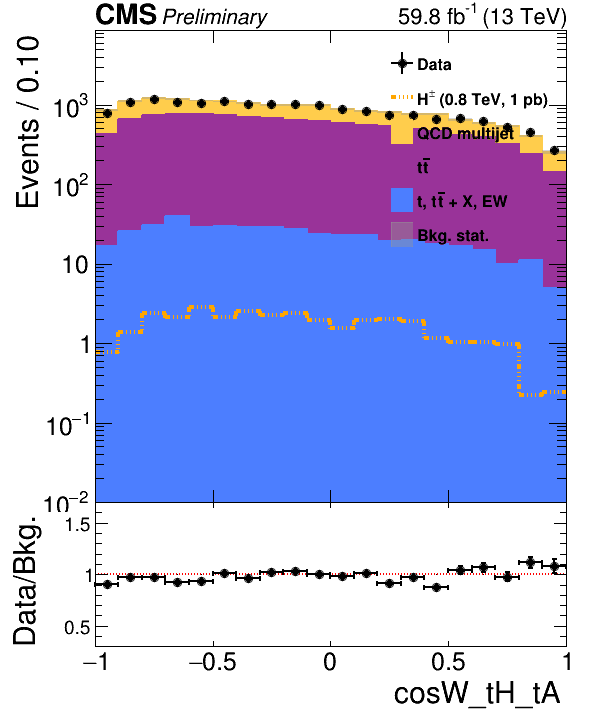 CMS Preliminary 59.8 fb⁻¹ (13 TeV)
Events / 0.10
10³
10²
10
1
10⁻¹
10⁻²
Data
H± (0.8 TeV, 1 pb)
QCD multijet
tt̄
t, tt̄ + X, EW
Bkg. stat.
Data/Bkg.
1.5
1
0.5
−1 −0.5 0 0.5 1
cosW_tH_tA